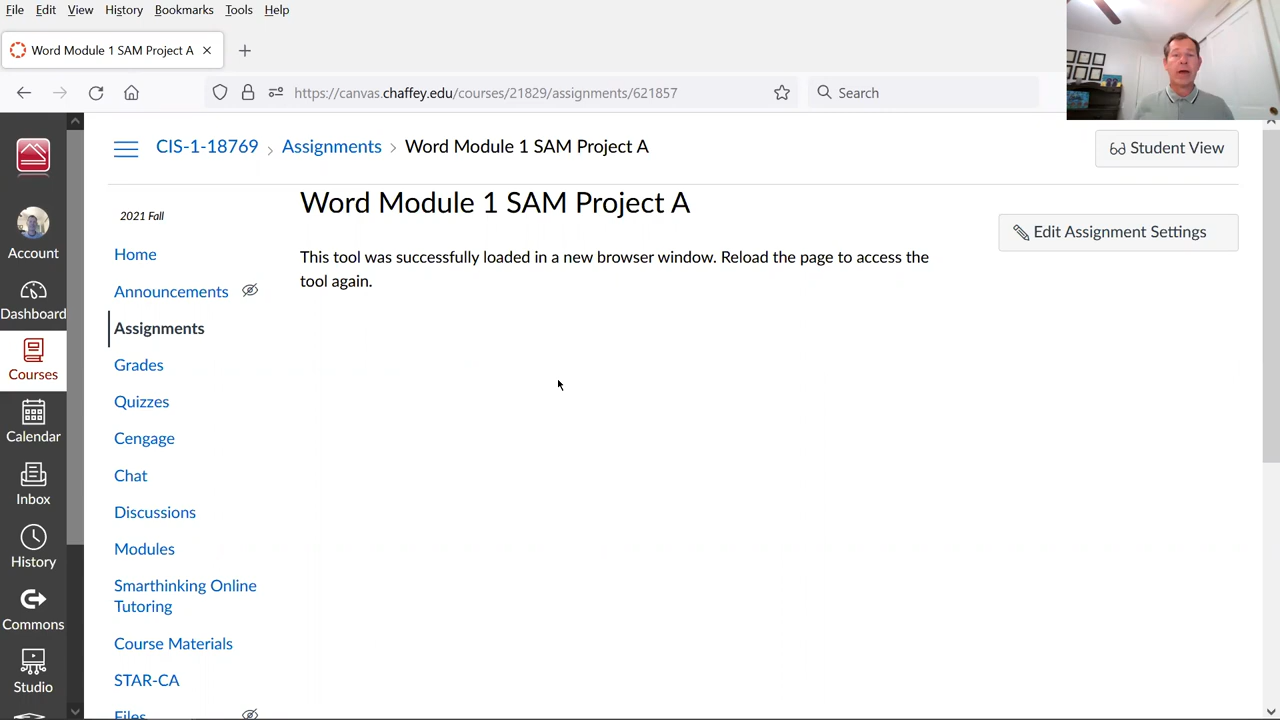 File Edit View History Bookmarks Tools Help
Word Module 1 SAM Project A
https://canvas.chaffey.edu/courses/21829/assignments/621857
Search
CIS-1-18769 > Assignments > Word Module 1 SAM Project A
Student View
2021 Fall
Word Module 1 SAM Project A
Edit Assignment Settings
This tool was successfully loaded in a new browser window. Reload the page to access the
tool again.
Account
Dashboard
Courses
Calendar
Inbox
History
Commons
Studio
Home
Announcements
Assignments
Grades
Quizzes
Cengage
Chat
Discussions
Modules
Smarthinking Online
Tutoring
Course Materials
STAR-CA
Files